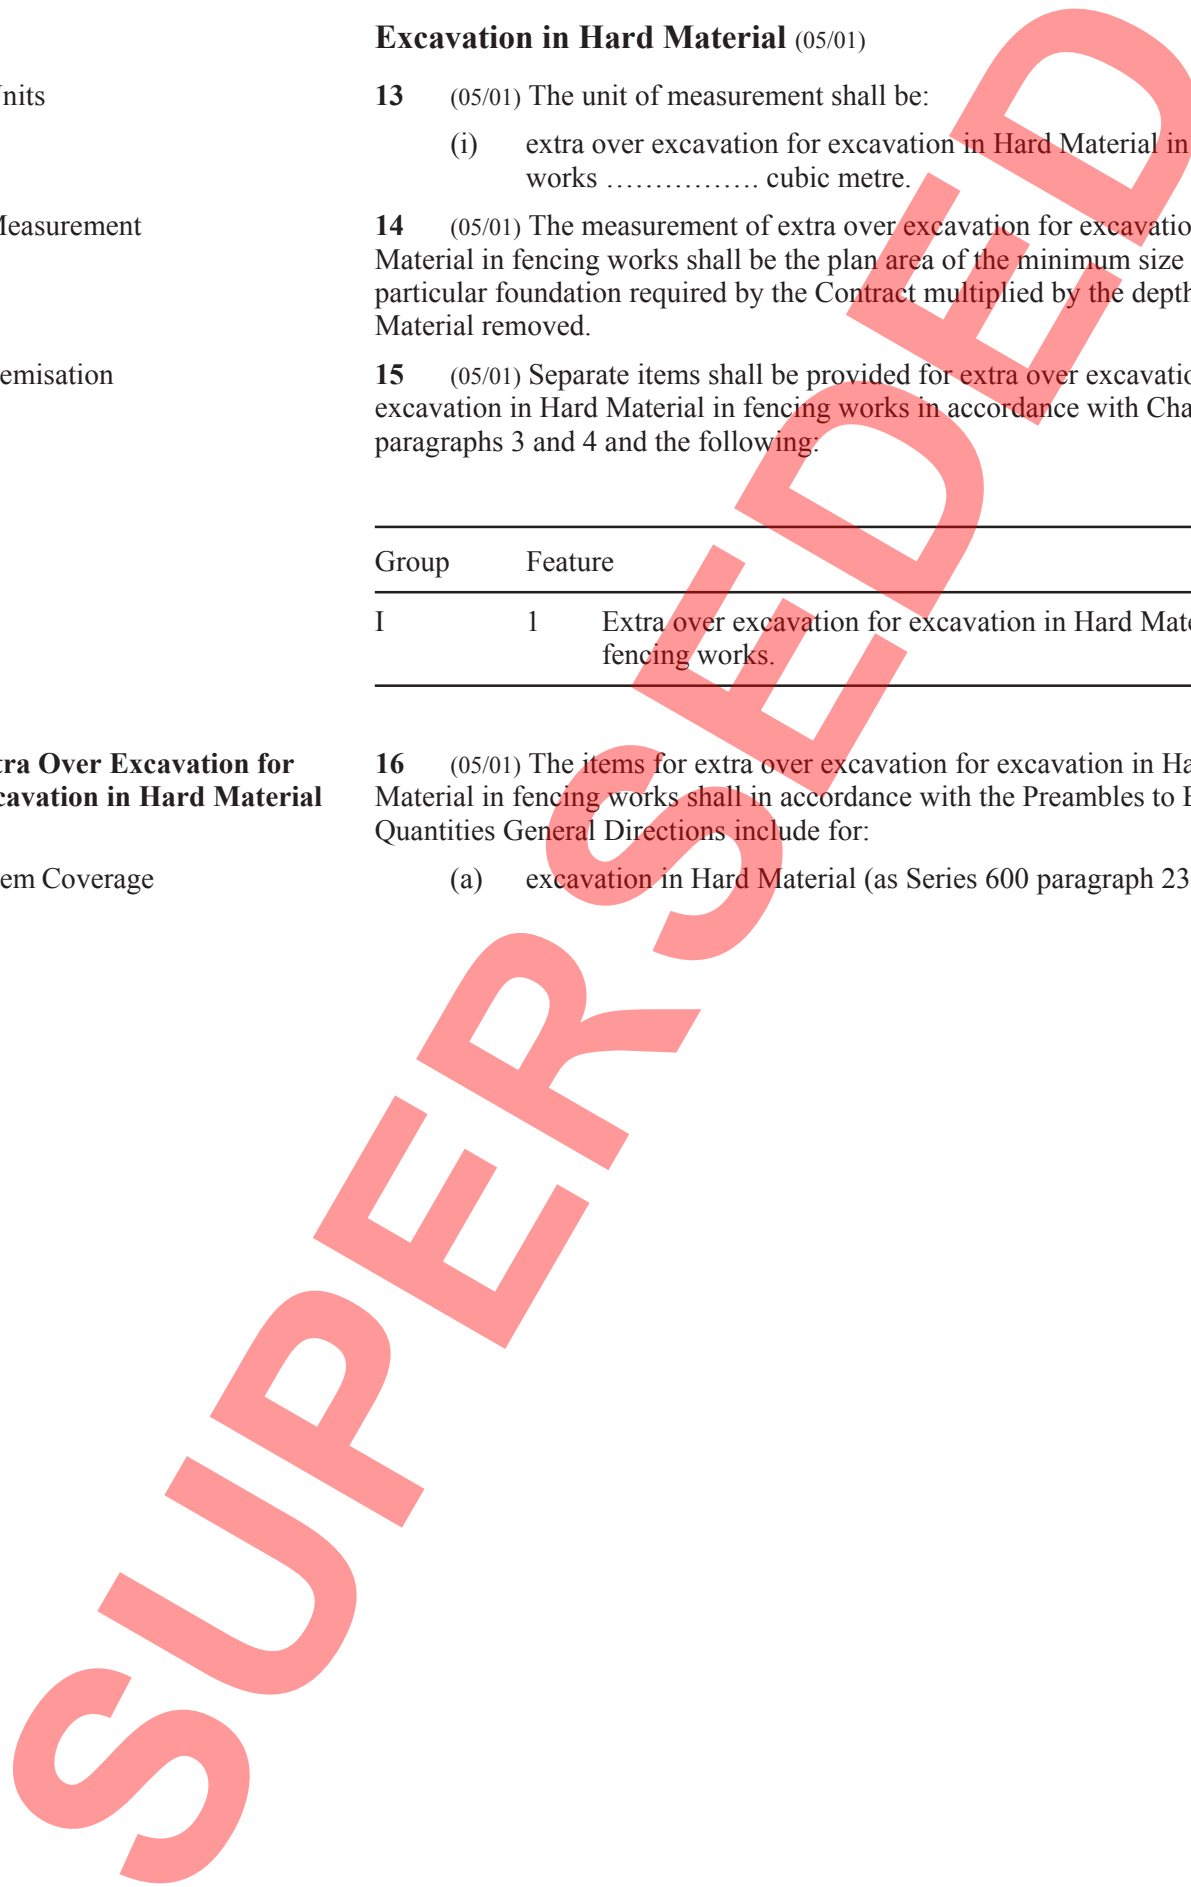 Excavation in Hard Material (05/01)
nits
13 (05/01) The unit of measurement shall be:
(i) extra over excavation for excavation in Hard Material in
works ……………. cubic metre.
leasurement
14 (05/01) The measurement of extra over excavation for excavatio
Material in fencing works shall be the plan area of the minimum size
particular foundation required by the Contract multiplied by the depth
Material removed.
emisation
15 (05/01) Separate items shall be provided for extra over excavatio
excavation in Hard Material in fencing works in accordance with Cha
paragraphs 3 and 4 and the following:
Group Feature
I 1 Extra over excavation for excavation in Hard Mate
fencing works.
tra Over Excavation for
cavation in Hard Material
16 (05/01) The items for extra over excavation for excavation in Ha
Material in fencing works shall in accordance with the Preambles to B
Quantities General Directions include for:
em Coverage
(a) excavation in Hard Material (as Series 600 paragraph 23
SUPERSEDED